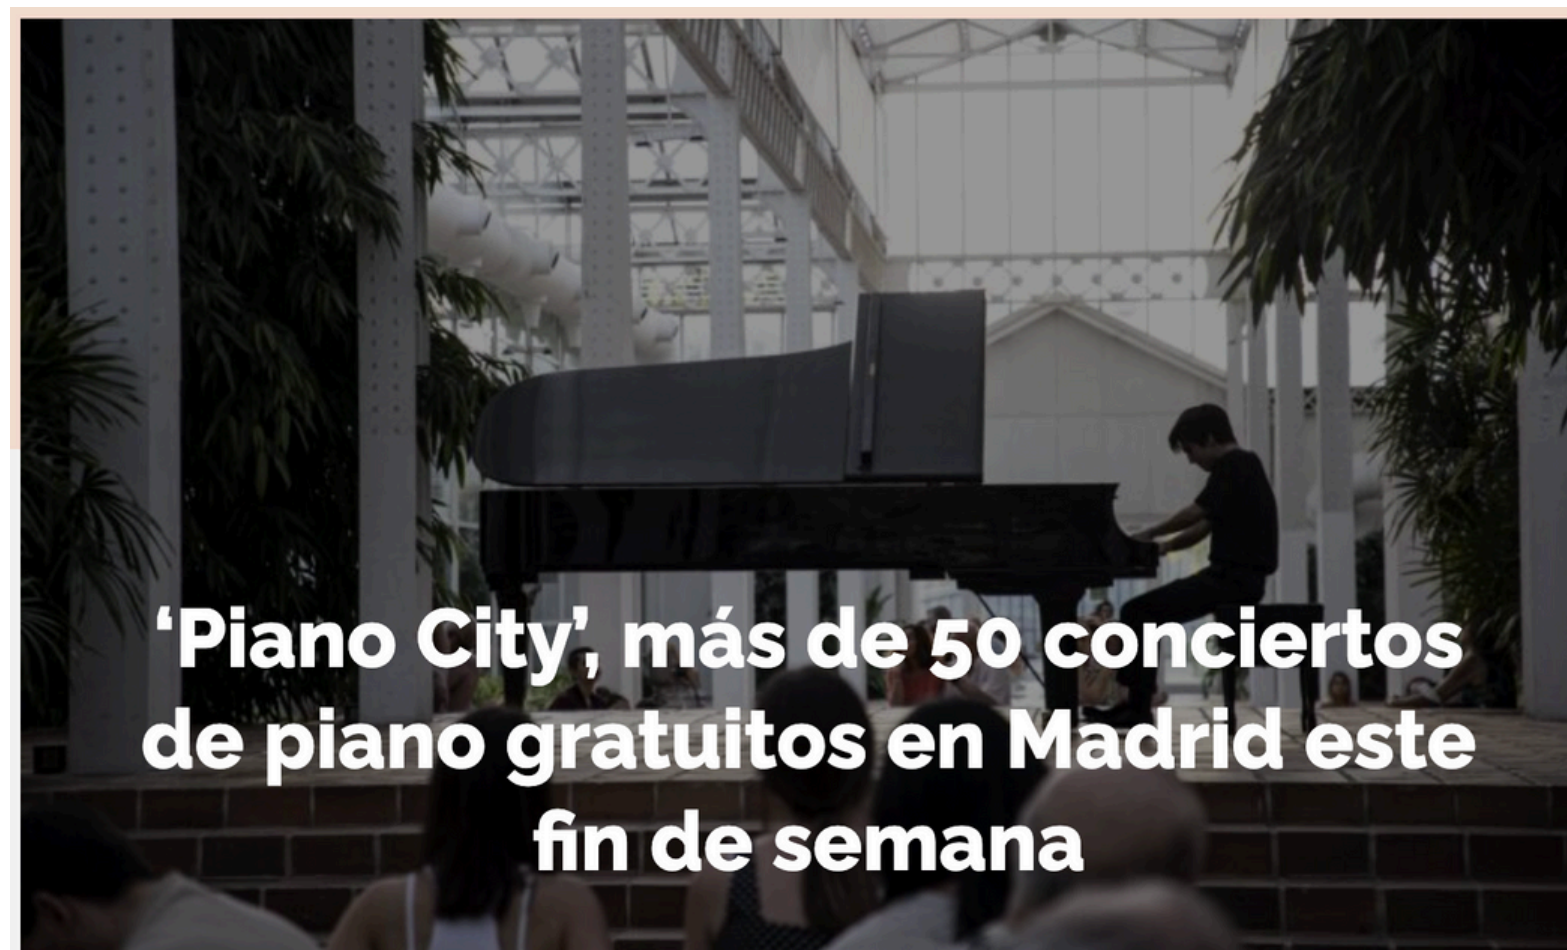 ‘Piano City’, más de 50 conciertos
de piano gratuitos en Madrid este
fin de semana